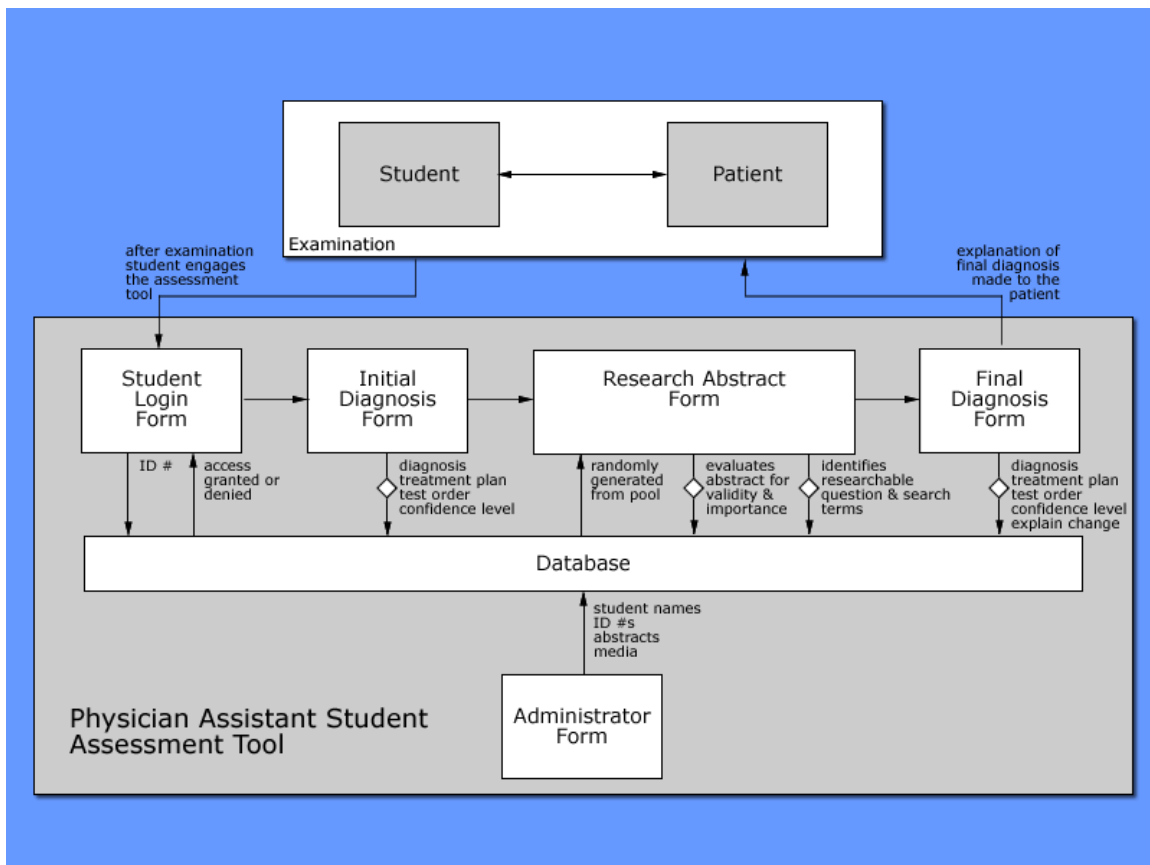 Student
Patient
Examination
after examination
student engages
the assessment
tool
explanation of
final diagnosis
made to the
patient
Student
Login
Form
Initial
Diagnosis
Form
Research Abstract
Form
Final
Diagnosis
Form
ID #
access
granted or
denied
diagnosis
treatment plan
test order
confidence level
randomly
generated
from pool
evaluates
abstract for
validity &
importance
identifies
researchable
question & search
terms
diagnosis
treatment plan
test order
confidence level
explain change
Database
student names
ID #s
abstracts
media
Administrator
Form
Physician Assistant Student
Assessment Tool